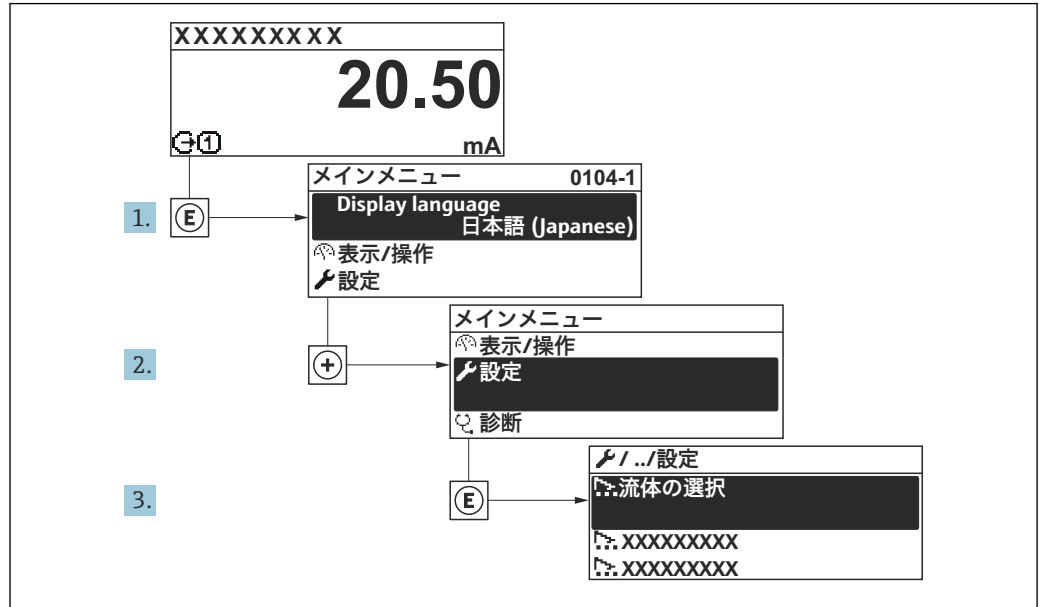 XXXXXXXXX
20.50
1
mA
メインメニュー 0104-1
Display language
日本語 (Japanese)
表示/操作
設定
1.
E
メインメニュー
表示/操作
設定
診断
2.
+
/ ../設定
流体の選択
XXXXXXXXX
XXXXXXXXX
3.
E